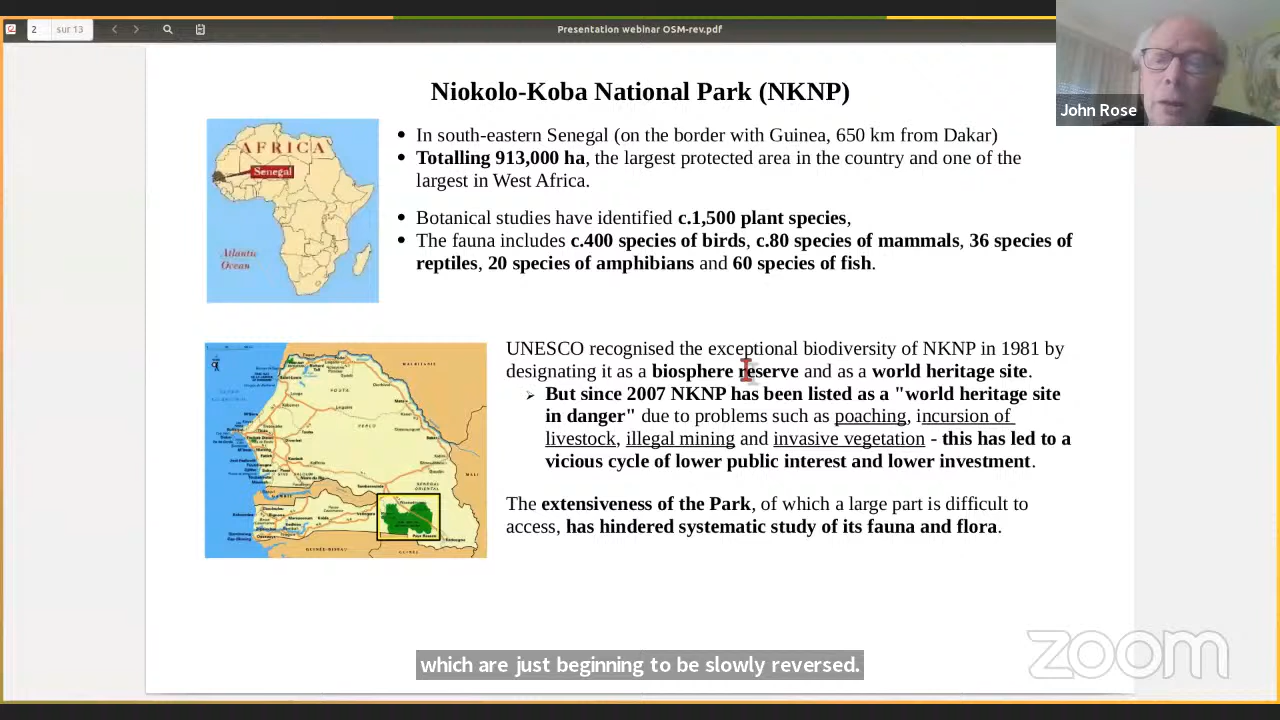 2 sur 13
Presentation webinar OSM-rev.pdf
John Rose
Niokolo-Koba National Park (NKNP)
AFRICA
Senegal
Atlantic
Ocean
• In south-eastern Senegal (on the border with Guinea, 650 km from Dakar)
• Totalling 913,000 ha, the largest protected area in the country and one of the
largest in West Africa.
• Botanical studies have identified c.1,500 plant species,
• The fauna includes c.400 species of birds, c.80 species of mammals, 36 species of
reptiles, 20 species of amphibians and 60 species of fish.
UNESCO recognised the exceptional biodiversity of NKNP in 1981 by
designating it as a biosphere reserve and as a world heritage site.
➢ But since 2007 NKNP has been listed as a "world heritage site
in danger" due to problems such as poaching, incursion of
livestock, illegal mining and invasive vegetation - this has led to a
vicious cycle of lower public interest and lower investment.
The extensiveness of the Park, of which a large part is difficult to
access, has hindered systematic study of its fauna and flora.
MAURITANIE
MALI
GUINÉE-BISSAU
which are just beginning to be slowly reversed.
zoom